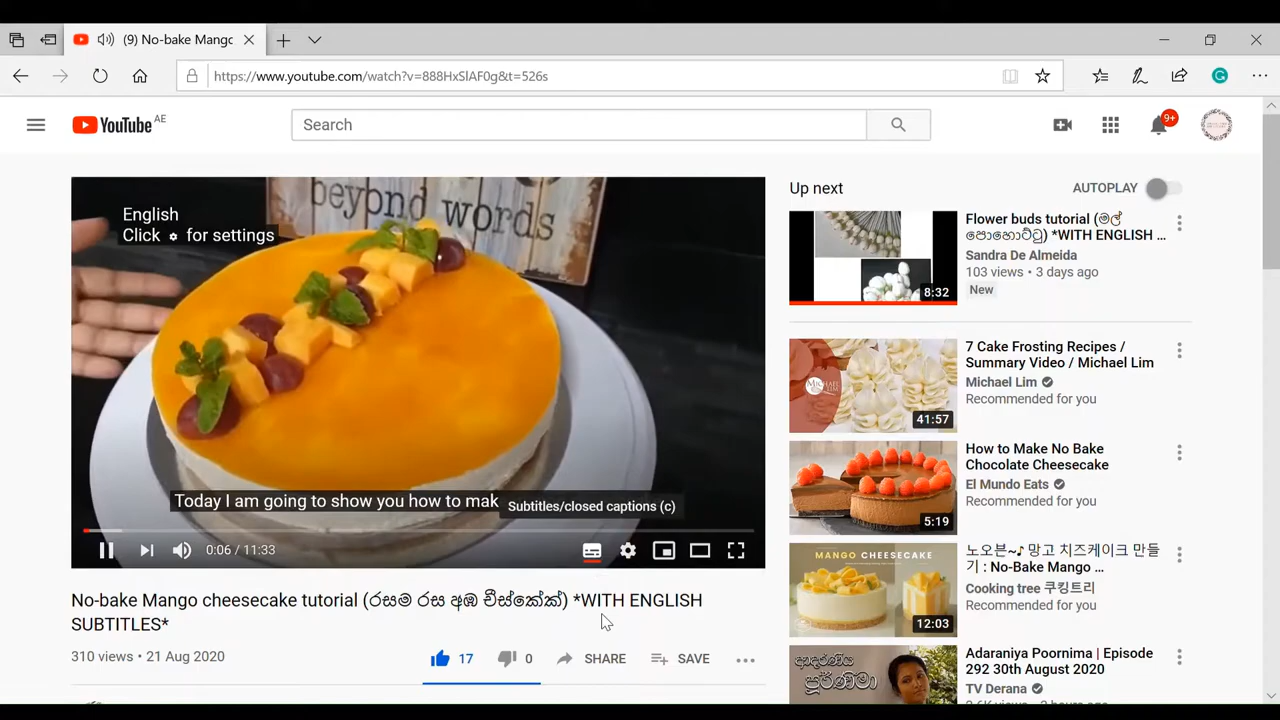 (9) No-bake Mango
https://www.youtube.com/watch?v=888HxSlAF0g&t=526s
YouTube AE
Search
9+
beyond words
English
Click for settings
Today I am going to show you how to mak
Subtitles/closed captions (c)
0:06 / 11:33
No-bake Mango cheesecake tutorial (රසම රස අඹ චීස්කේක්) *WITH ENGLISH
SUBTITLES*
310 views • 21 Aug 2020
17
0
SHARE
SAVE
Up next
AUTOPLAY
8:32
Flower buds tutorial (මල්
පොහොට්ටු) *WITH ENGLISH ...
Sandra De Almeida
103 views • 3 days ago
New
MICHAEL LIM
41:57
7 Cake Frosting Recipes /
Summary Video / Michael Lim
Michael Lim
Recommended for you
5:19
How to Make No Bake
Chocolate Cheesecake
El Mundo Eats
Recommended for you
MANGO CHEESECAKE
12:03
노오븐~♪ 망고 치즈케이크 만들
기 : No-Bake Mango ...
Cooking tree 쿠킹트리
Recommended for you
ආදරණීය
පූර්ණිමා
Adaraniya Poornima | Episode
292 30th August 2020
TV Derana